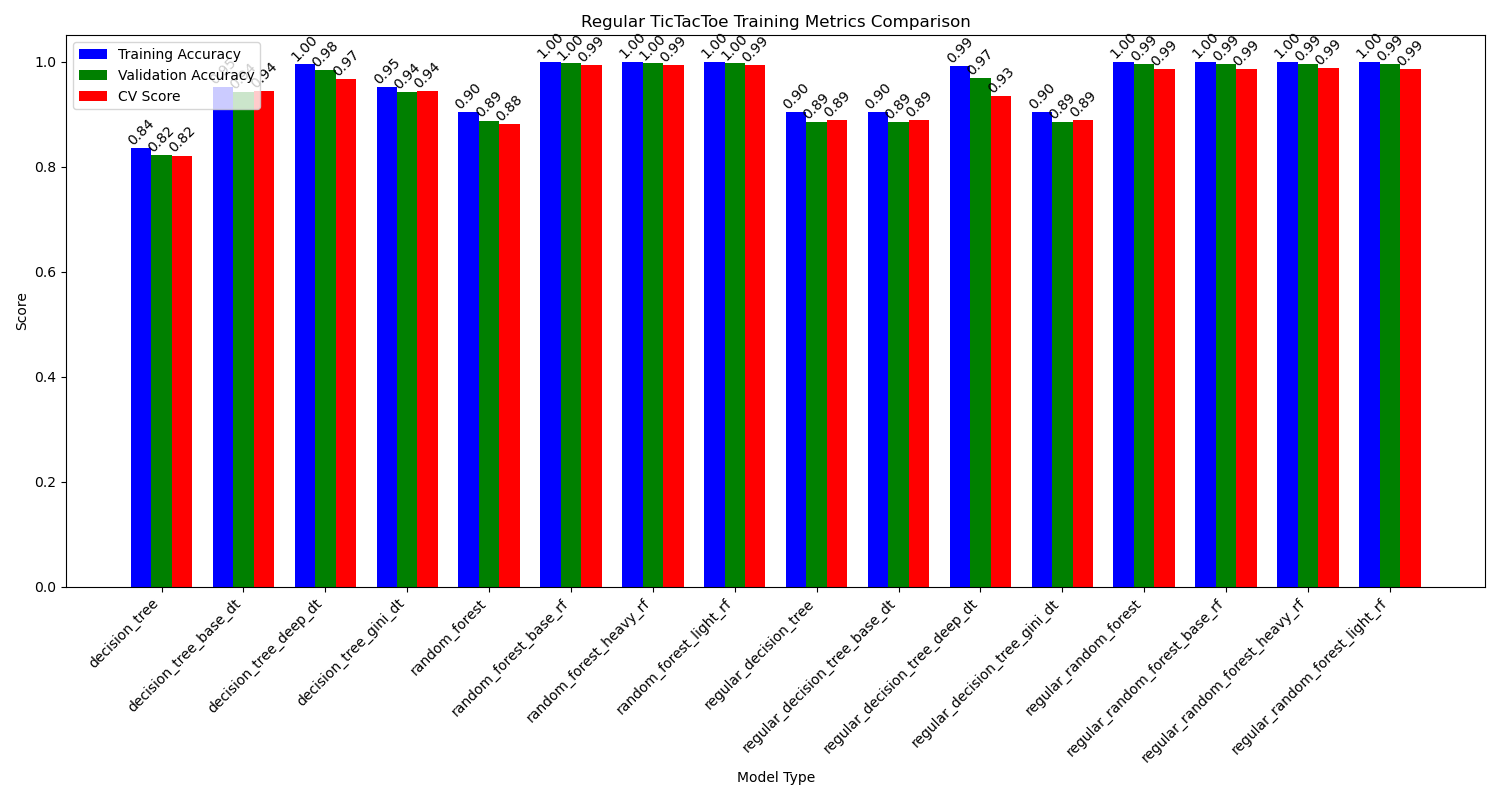 Regular TicTacToe Training Metrics Comparison
Training Accuracy
Validation Accuracy
CV Score
Score
1.0
0.8
0.6
0.4
0.2
0.0
0.84
0.82
0.82
0.95
0.94
0.94
1.00
0.98
0.97
0.95
0.94
0.94
0.90
0.89
0.88
1.00
1.00
0.99
1.00
1.00
0.99
1.00
1.00
0.99
0.90
0.89
0.89
0.90
0.89
0.89
0.99
0.97
0.93
0.90
0.89
0.89
1.00
0.99
0.99
1.00
0.99
0.99
1.00
0.99
0.99
1.00
0.99
0.99
decision_tree
decision_tree_base_dt
decision_tree_deep_dt
decision_tree_gini_dt
random_forest
random_forest_base_rf
random_forest_heavy_rf
random_forest_light_rf
regular_decision_tree
regular_decision_tree_base_dt
regular_decision_tree_deep_dt
regular_decision_tree_gini_dt
regular_random_forest
regular_random_forest_base_rf
regular_random_forest_heavy_rf
regular_random_forest_light_rf
Model Type